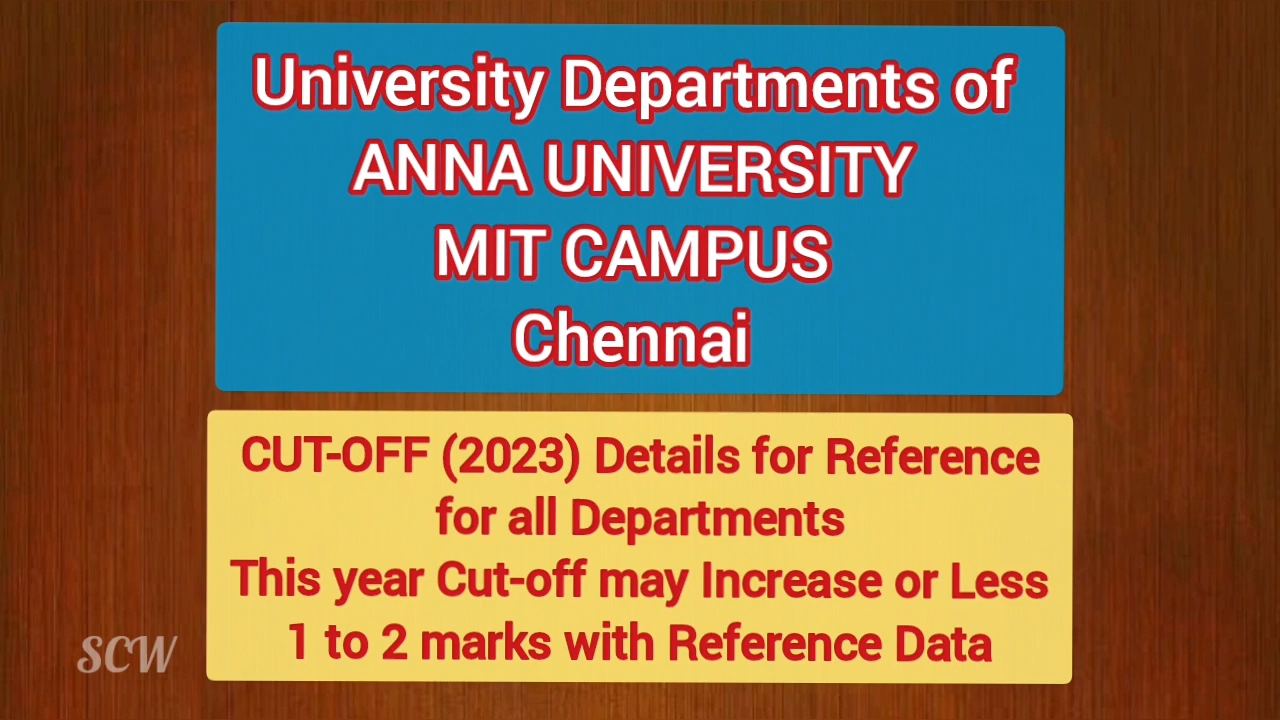 University Departments of
ANNA UNIVERSITY
MIT CAMPUS
Chennai
CUT-OFF (2023) Details for Reference
for all Departments
This year Cut-off may Increase or Less
1 to 2 marks with Reference Data
SCW